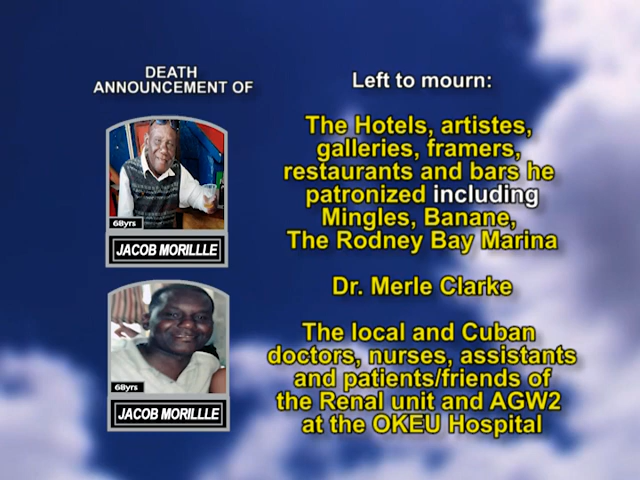 DEATH
ANNOUNCEMENT OF
68yrs
JACOB MORILLLE
68yrs
JACOB MORILLLE
Left to mourn:
The Hotels, artistes,
galleries, framers,
restaurants and bars he
patronized including
Mingles, Banane,
The Rodney Bay Marina
Dr. Merle Clarke
The local and Cuban
doctors, nurses, assistants
and patients/friends of
the Renal unit and AGW2
at the OKEU Hospital